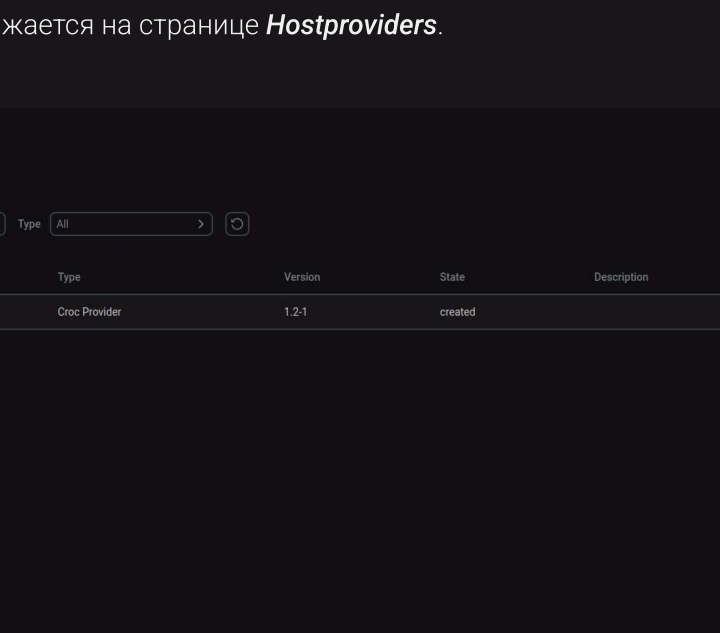 жается на странице Hostproviders.
Type All
Type Version State Description
Croc Provider 1.2-1 created